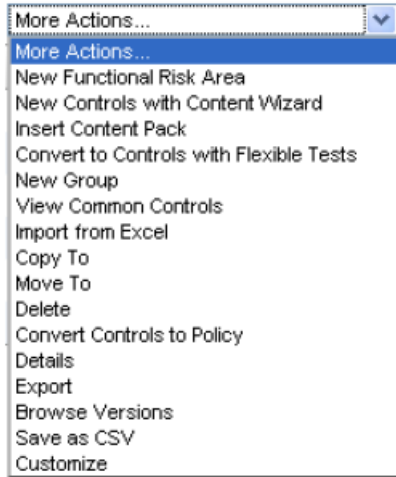 More Actions...
More Actions...
New Functional Risk Area
New Controls with Content Wizard
Insert Content Pack
Convert to Controls with Flexible Tests
New Group
View Common Controls
Import from Excel
Copy To
Move To
Delete
Convert Controls to Policy
Details
Export
Browse Versions
Save as CSV
Customize